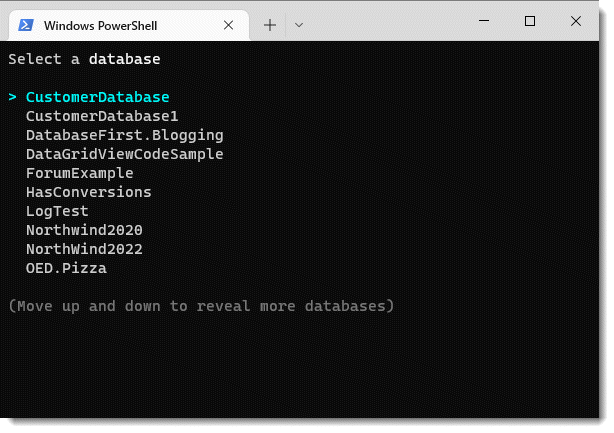 Windows PowerShell
Select a database
> CustomerDatabase
CustomerDatabase1
DatabaseFirst.Blogging
DataGridViewCodeSample
ForumExample
HasConversions
LogTest
Northwind2020
NorthWind2022
OED.Pizza
(Move up and down to reveal more databases)